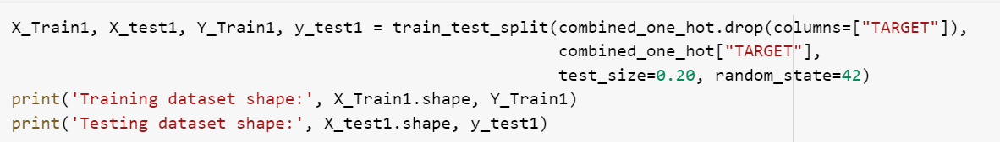 X_Train1, X_test1, Y_Train1, y_test1 = train_test_split(combined_one_hot.drop(columns=["TARGET"]),
combined_one_hot["TARGET"],
test_size=0.20, random_state=42)
print('Training dataset shape:', X_Train1.shape, Y_Train1)
print('Testing dataset shape:', X_test1.shape, y_test1)